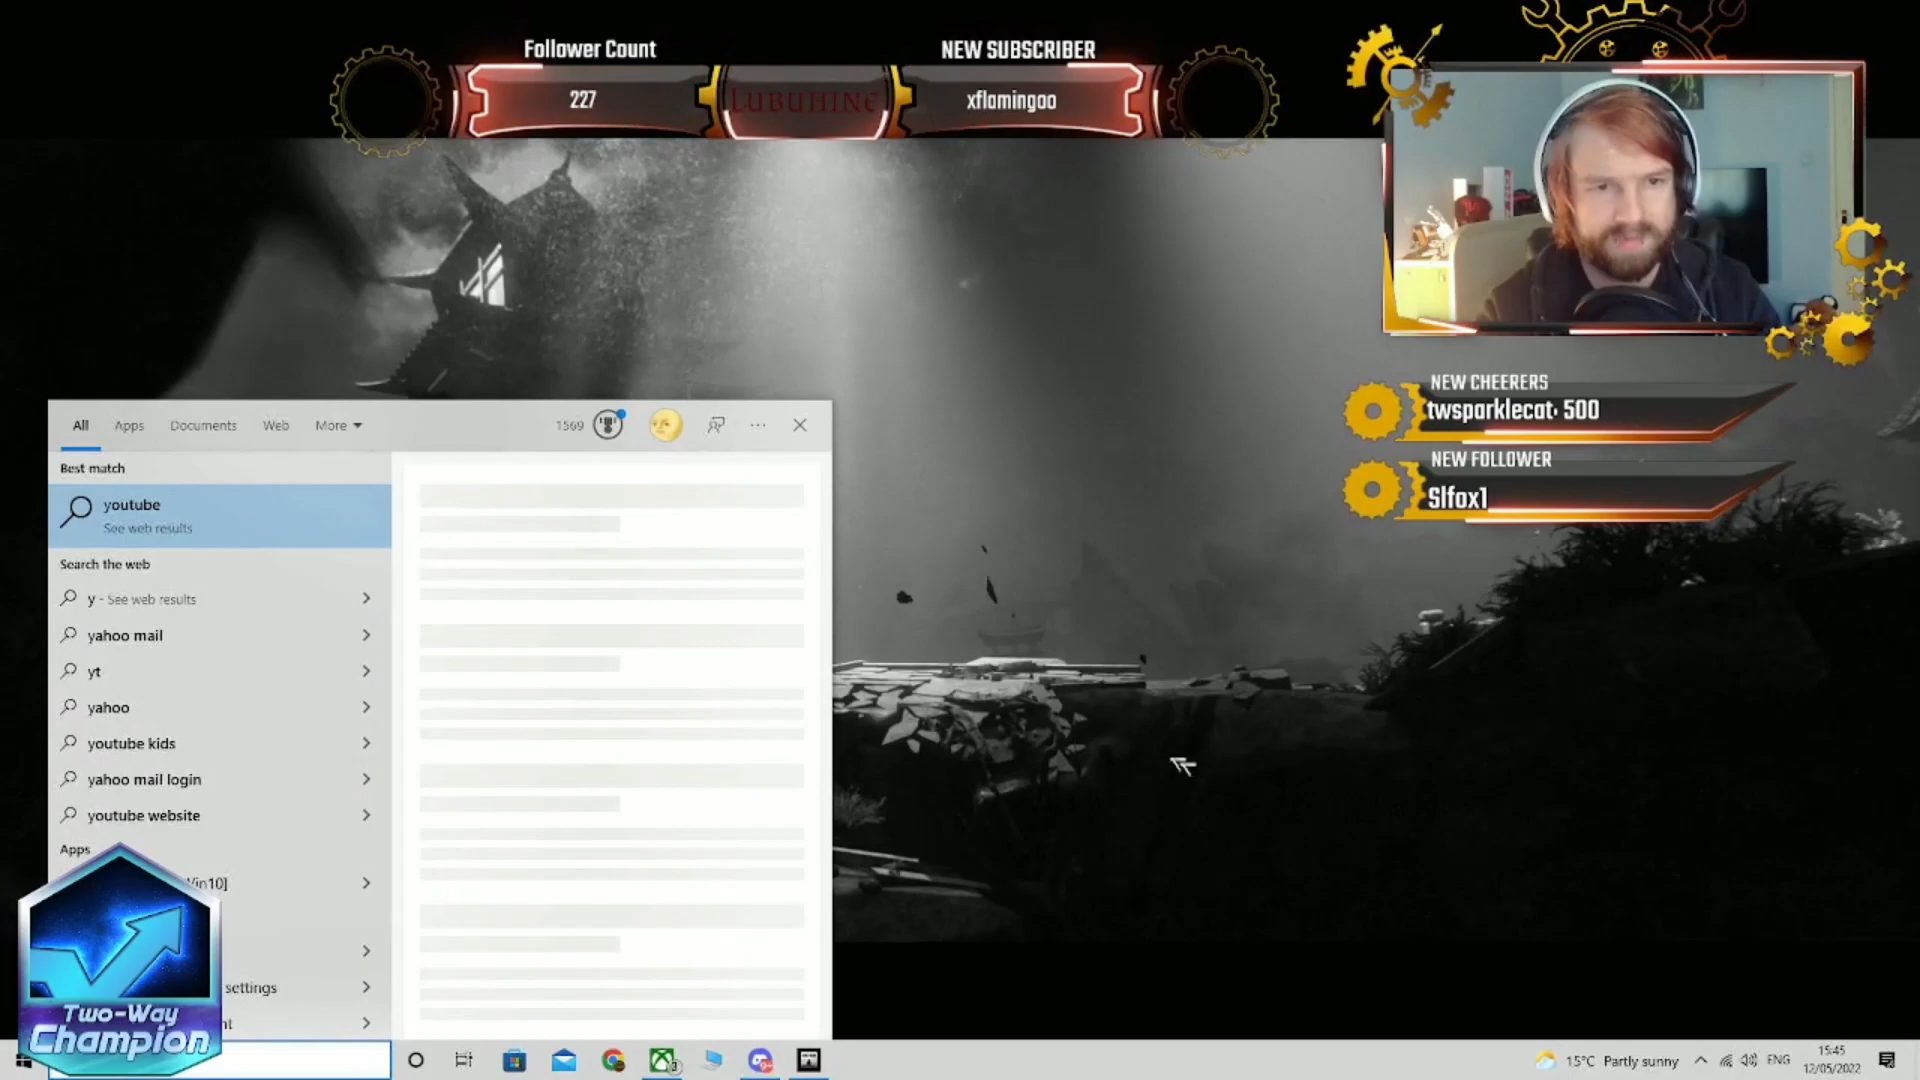 Follower Count
227
LUBUHINE
NEW SUBSCRIBER
xflamingoo
NEW CHEERERS
twsparklecat: 500
NEW FOLLOWER
Slfox1
All
Apps
Documents
Web
More
1569
Best match
youtube
See web results
Search the web
y - See web results
yahoo mail
yt
yahoo
youtube kids
yahoo mail login
youtube website
Apps
settings
Two-Way
Champion
3
15°C Partly sunny
ENG
15:45
12/05/2022